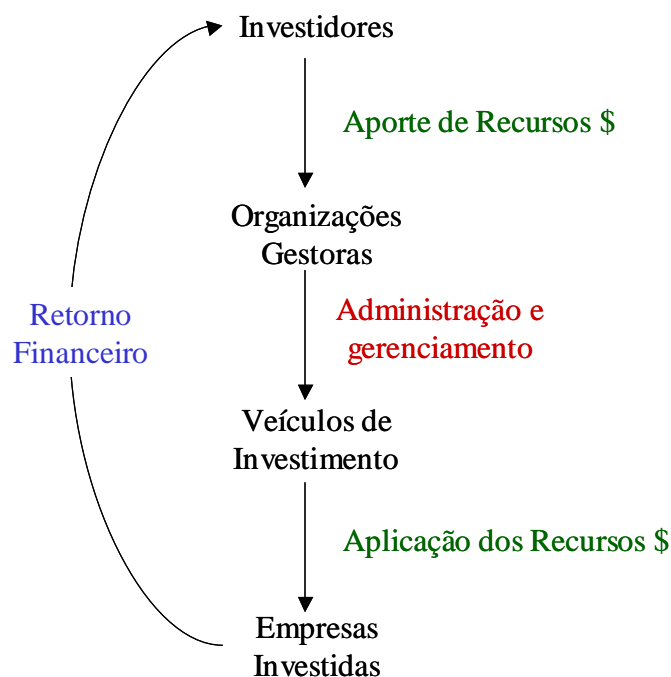 Investidores
Aporte de Recursos $
Organizações
Gestoras
Administração e
gerenciamento
Retorno
Financeiro
Veículos de
Investimento
Aplicação dos Recursos $
Empresas
Investidas